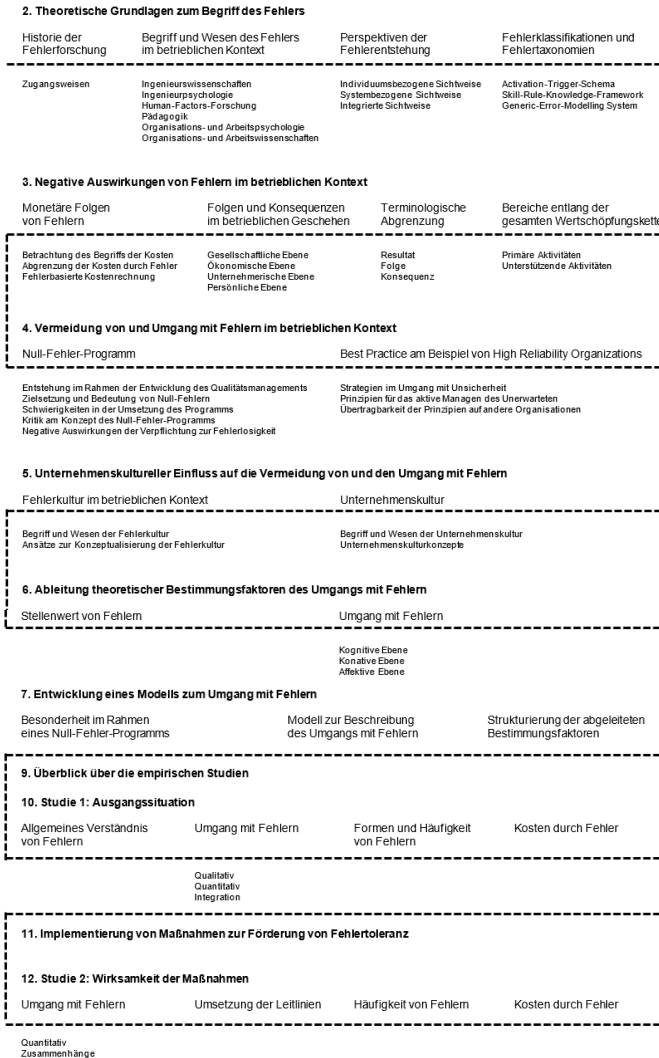 2. Theoretische Grundlagen zum Begriff des Fehlers
Historie der Fehlerforschung
Begriff und Wesen des Fehlers im betrieblichen Kontext
Perspektiven der Fehlerentstehung
Fehlerklassifikationen und Fehlertaxonomien
Zugangsweisen
Ingenieurswissenschaften
Ingenieurpsychologie
Human-Factors-Forschung
Pädagogik
Organisations- und Arbeitspsychologie
Organisations- und Arbeitswissenschaften
Individuumsbezogene Sichtweise
Systembezogene Sichtweise
Integrierte Sichtweise
Activation-Trigger-Schema
Skill-Rule-Knowledge-Framework
Generic-Error-Modelling System
3. Negative Auswirkungen von Fehlern im betrieblichen Kontext
Monetäre Folgen
von Fehlern
Folgen und Konsequenzen
im betrieblichen Geschehen
Terminologische
Abgrenzung
Bereiche entlang der
gesamten Wertschöpfungskette
Betrachtung des Begriffs der Kosten
Abgrenzung der Kosten durch Fehler
Fehlerbasierte Kostenrechnung
Gesellschaftliche Ebene
Ökonomische Ebene
Unternehmerische Ebene
Persönliche Ebene
Resultat
Folge
Konsequenz
Primäre Aktivitäten
Unterstützende Aktivitäten
4. Vermeidung von und Umgang mit Fehlern im betrieblichen Kontext
Null-Fehler-Programm
Best Practice am Beispiel von High Reliability Organizations
Entstehung im Rahmen der Entwicklung des Qualitätsmanagements
Zielsetzung und Bedeutung von Null-Fehlern
Schwierigkeiten in der Umsetzung des Programms
Kritik am Konzept des Null-Fehler-Programms
Negative Auswirkungen der Verpflichtung zur Fehlerlosigkeit
Strategien im Umgang mit Unsicherheit
Prinzipien für das aktive Managen des Unerwarteten
Übertragbarkeit der Prinzipien auf andere Organisationen
5. Unternehmenskultureller Einfluss auf die Vermeidung von und den Umgang mit Fehlern
Fehlerkultur im betrieblichen Kontext
Unternehmenskultur
Begriff und Wesen der Fehlerkultur
Ansätze zur Konzeptualisierung der Fehlerkultur
Begriff und Wesen der Unternehmenskultur
Unternehmenskulturkonzepte
6. Ableitung theoretischer Bestimmungsfaktoren des Umgangs mit Fehlern
Stellenwert von Fehlern
Umgang mit Fehlern
Kognitive Ebene
Konative Ebene
Affektive Ebene
7. Entwicklung eines Modells zum Umgang mit Fehlern
Besonderheit im Rahmen
eines Null-Fehler-Programms
Modell zur Beschreibung
des Umgangs mit Fehlern
Strukturierung der abgeleiteten
Bestimmungsfaktoren
9. Überblick über die empirischen Studien
10. Studie 1: Ausgangssituation
Allgemeines Verständnis
von Fehlern
Umgang mit Fehlern
Formen und Häufigkeit
von Fehlern
Kosten durch Fehler
Qualitativ
Quantitativ
Integration
11. Implementierung von Maßnahmen zur Förderung von Fehlertoleranz
12. Studie 2: Wirksamkeit der Maßnahmen
Umgang mit Fehlern
Umsetzung der Leitlinien
Häufigkeit von Fehlern
Kosten durch Fehler
Quantitativ
Zusammenhänge